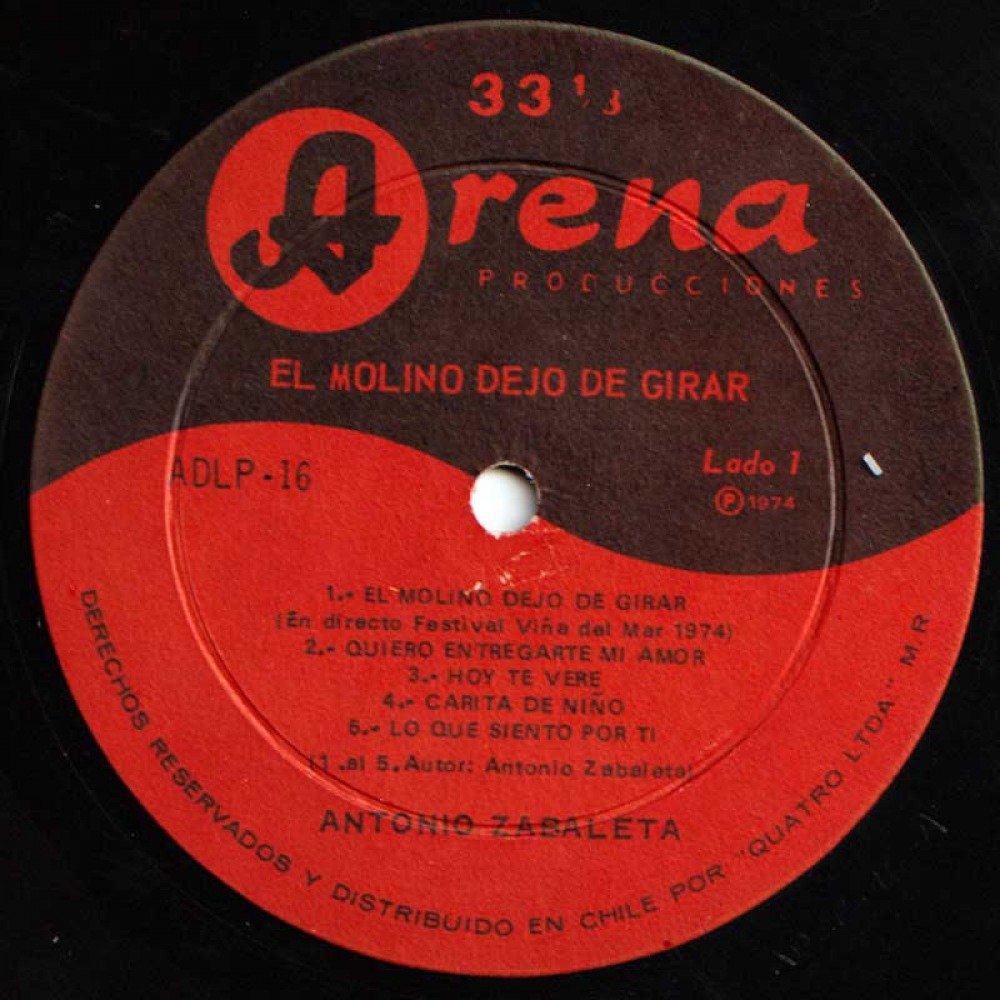 33 1/3
Arena
PRODUCCIONES
EL MOLINO DEJO DE GIRAR
ADLP-16
Lado 1
Ⓟ 1974
1.- EL MOLINO DEJO DE GIRAR
(En directo Festival Viña del Mar 1974)
2.- QUIERO ENTREGARTE MI AMOR
3.- HOY TE VERE
4.- CARITA DE NIÑO
5.- LO QUE SIENTO POR TI
(1 .al 5. Autor: Antonio Zabaleta)
ANTONIO ZABALETA
DERECHOS RESERVADOS Y DISTRIBUIDO EN CHILE POR "QUATRO LTDA" M.R